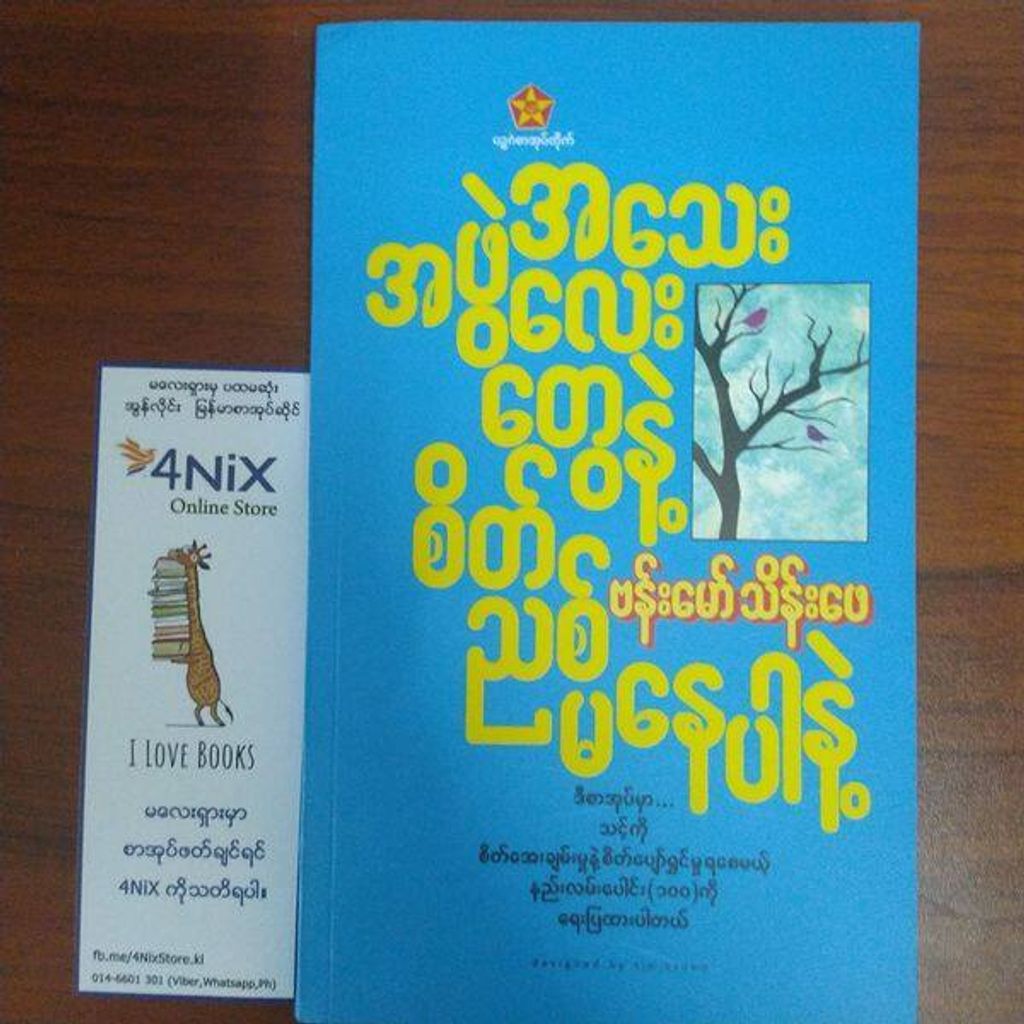 ပဉ္စဂံစာအုပ်တိုက်
အသေး
အဖွဲလေး
တွေနဲ့
စိတ်
ညစ်
မနေပါနဲ့
ဗန်းမော်သိန်းဖေ
ဒီစာအုပ်မှာ...
သင့်ကို
စိတ်အေးချမ်းမှုနဲ့စိတ်ပျော်ရွှင်မှုရစေမယ့်
နည်းလမ်းပေါင်း(၁၀၀)ကို
ရေးပြထားပါတယ်
designed by
မလေးရှားမှ ပထမဆုံး
အွန်လိုင်း မြန်မာစာအုပ်ဆိုင်
4NiX
Online Store
I LOVE BOOKS
မလေးရှားမှာ
စာအုပ်ဖတ်ချင်ရင်
4NiX ကိုသတိရပါ။
fb.me/4NixStore.kl
014-6601 301 (Viber,Whatsapp,Ph)